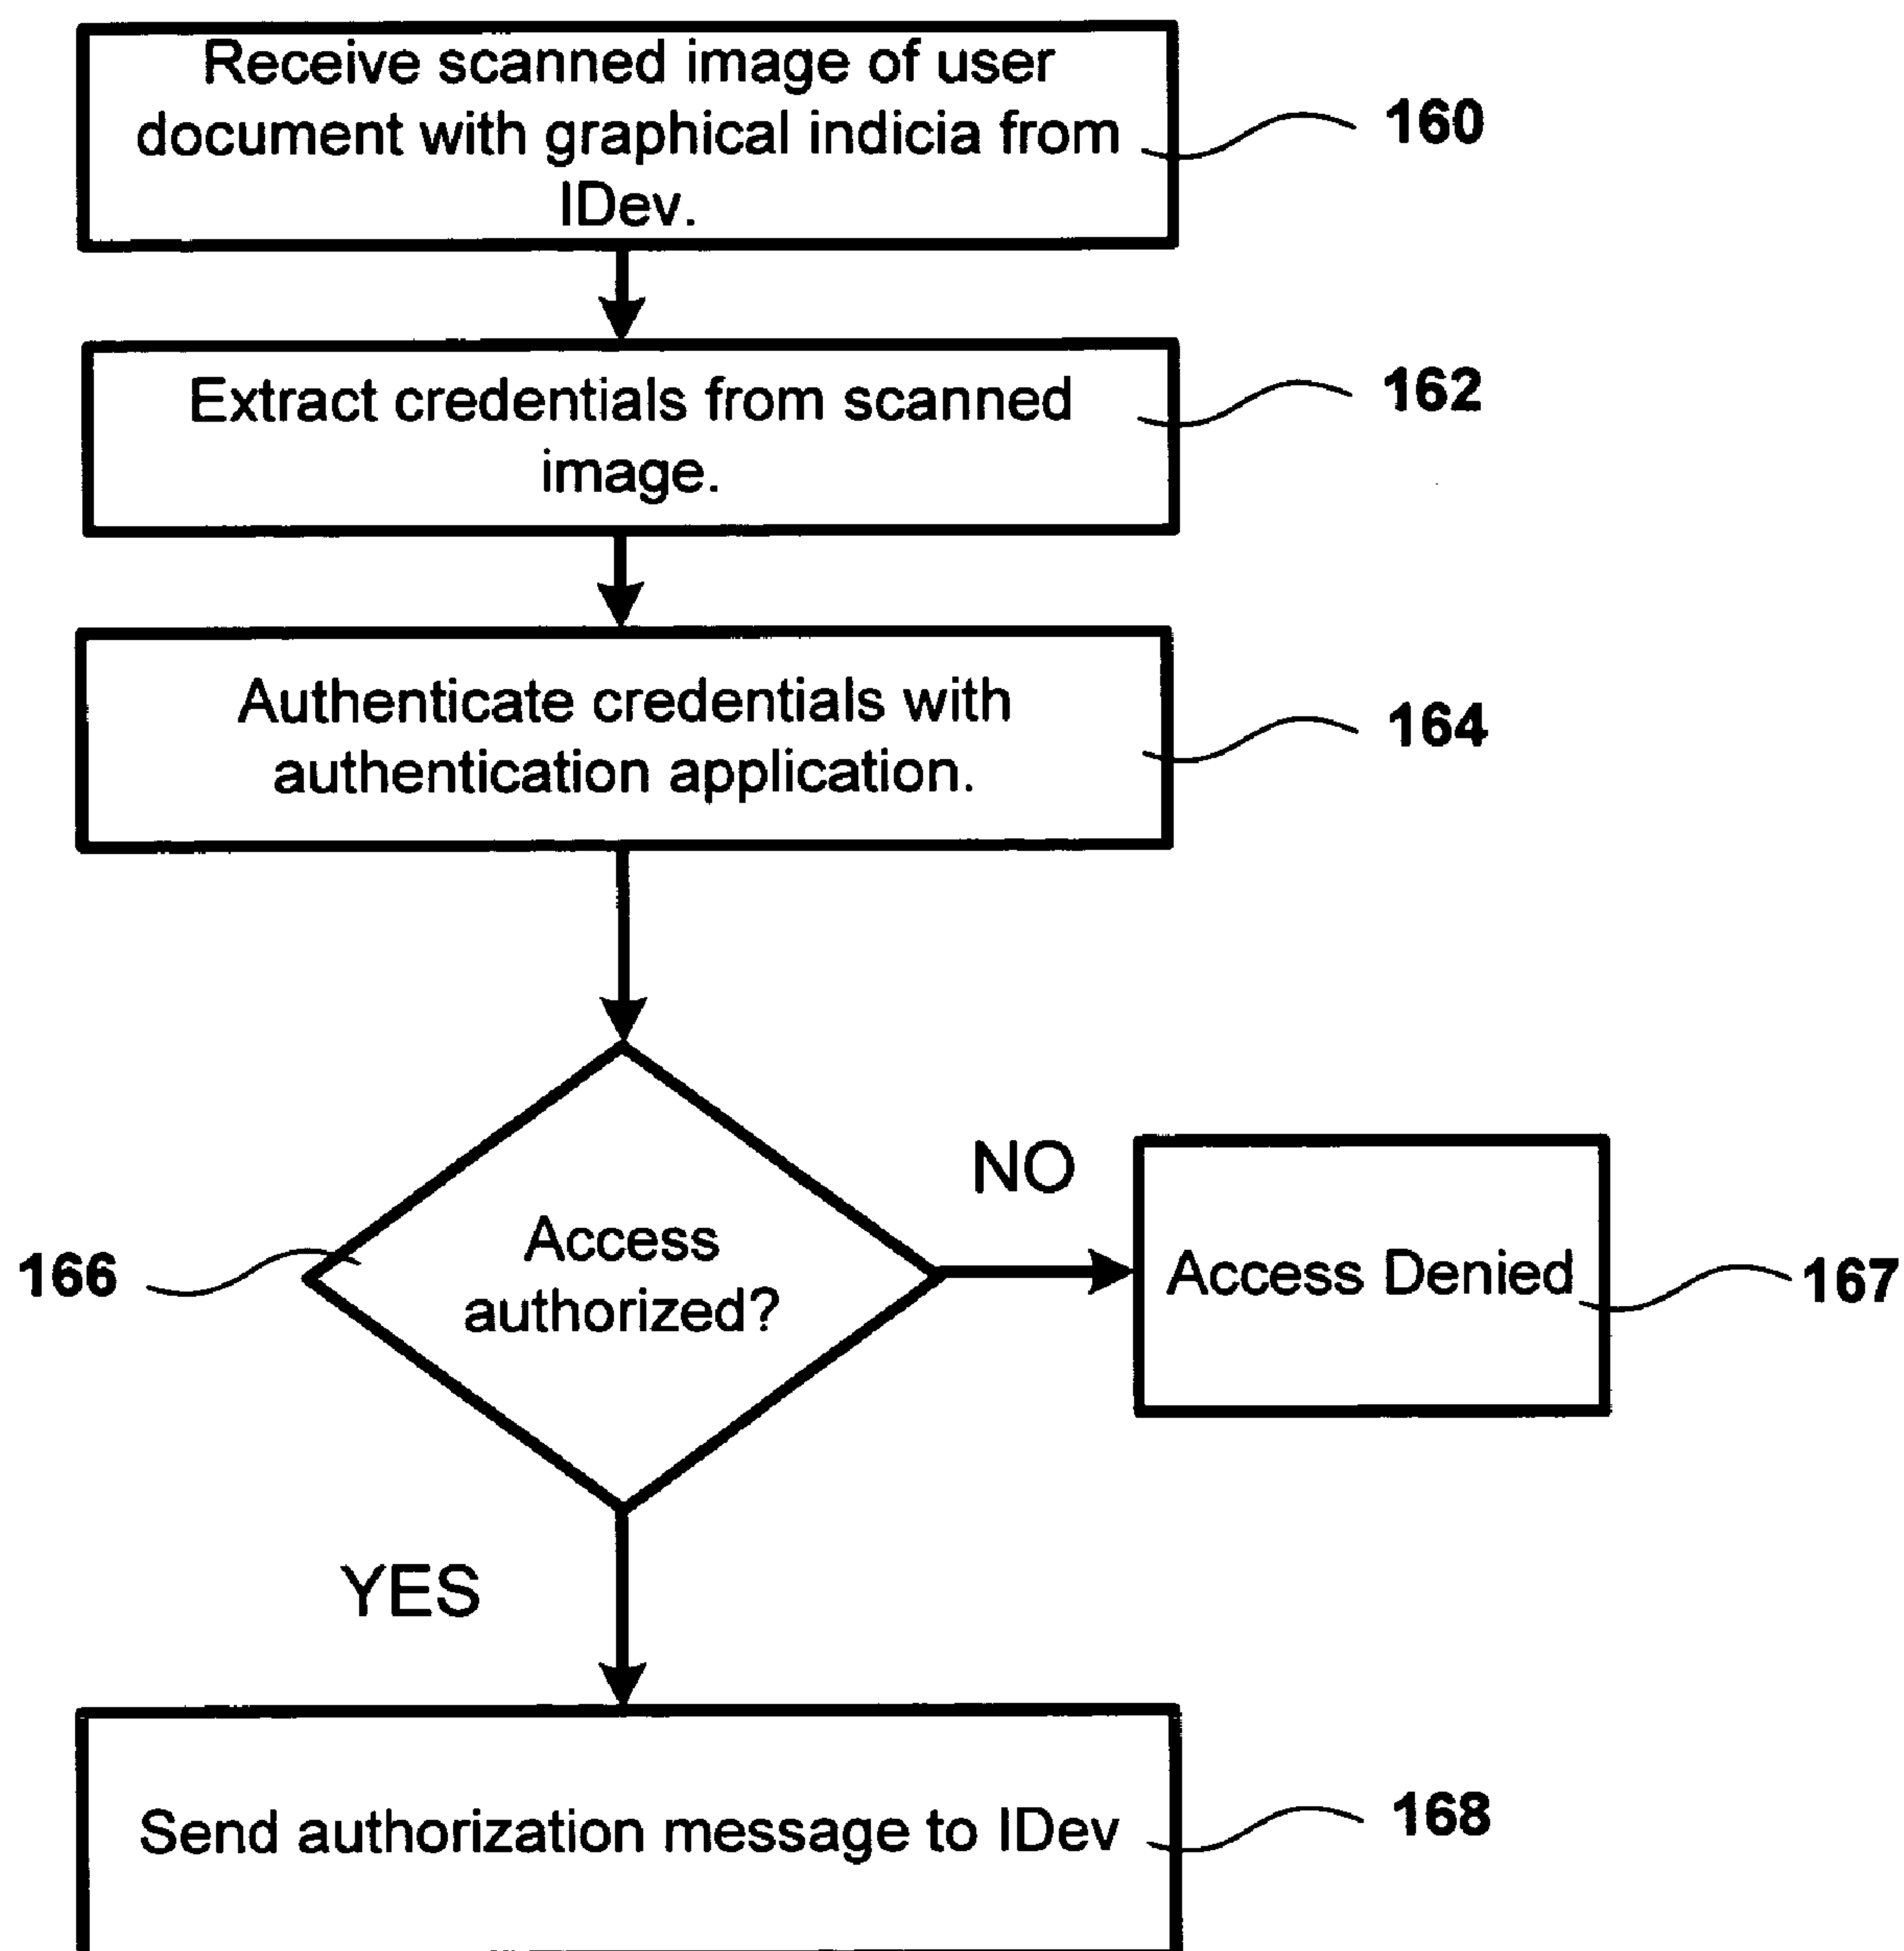 Receive scanned image of user
document with graphical indicia from
IDev.
160
Extract credentials from scanned
image.
162
Authenticate credentials with
authentication application.
164
Access
authorized?
166
NO
Access Denied
167
YES
Send authorization message to IDev
168